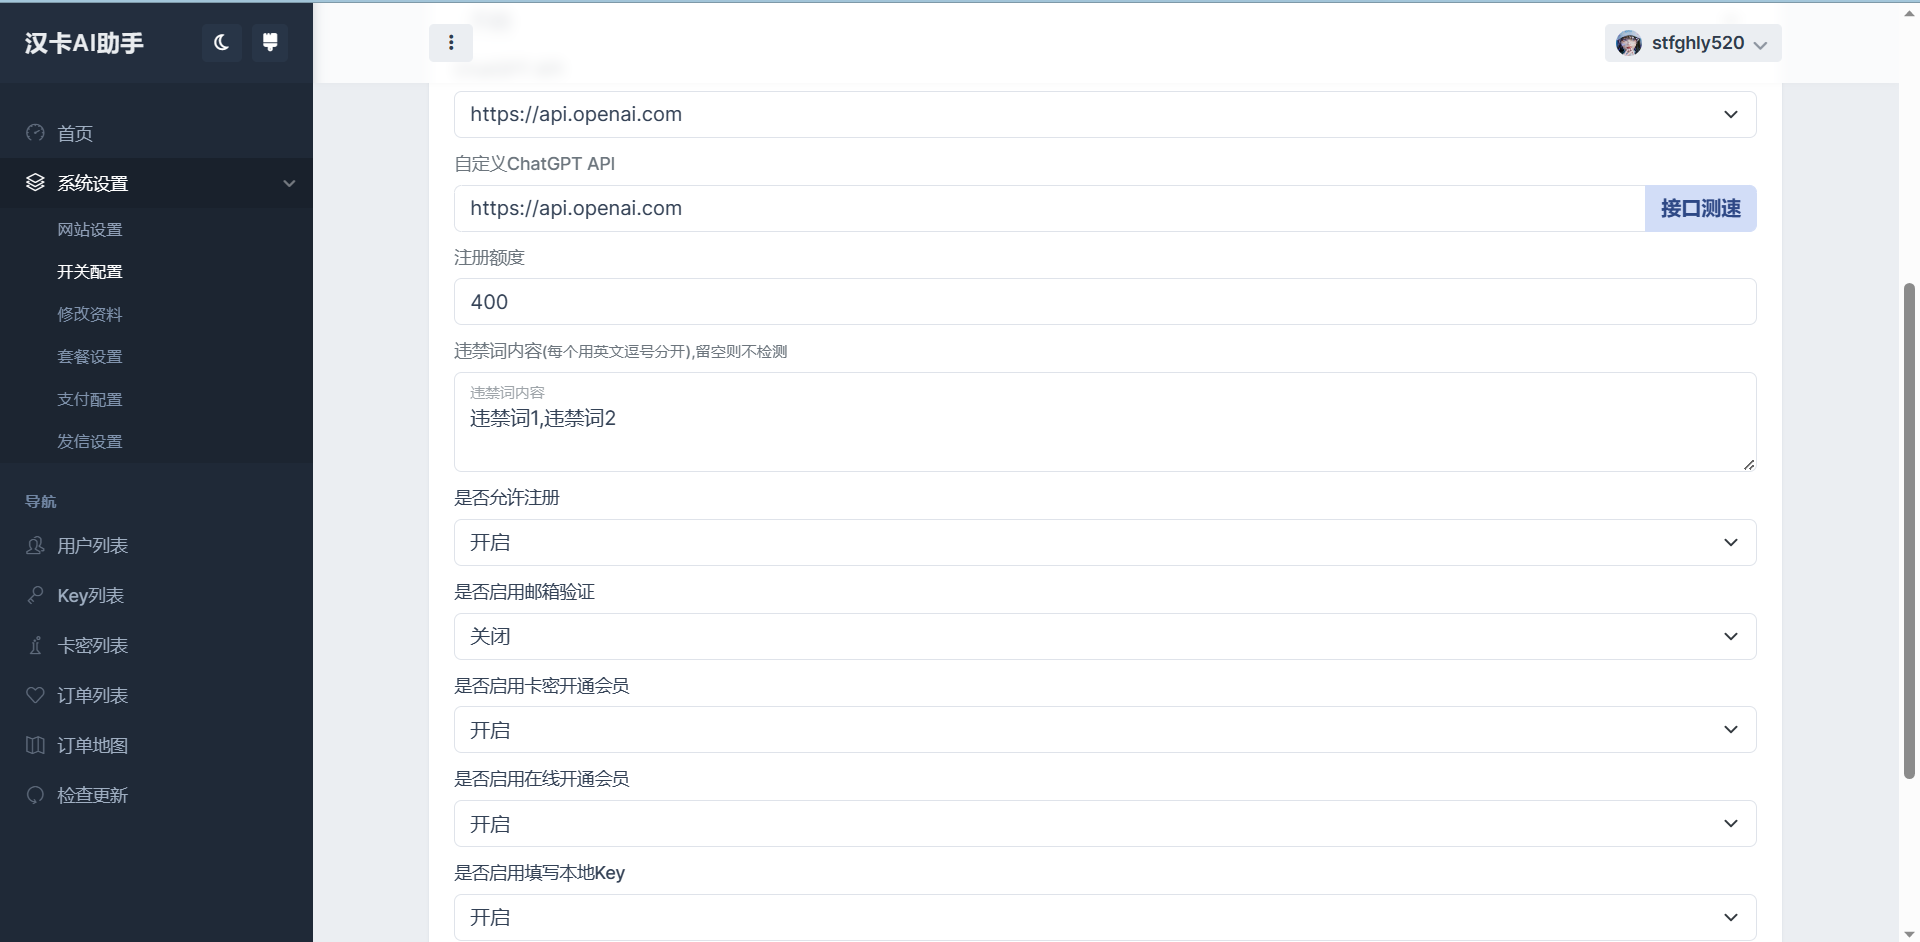 汉卡AI助手
stfghly520
首页
系统设置
网站设置
开关配置
修改资料
套餐设置
支付配置
发信设置
导航
用户列表
Key列表
卡密列表
订单列表
订单地图
检查更新
https://api.openai.com
自定义ChatGPT API
https://api.openai.com
接口测速
注册额度
400
违禁词内容(每个用英文逗号分开),留空则不检测
违禁词内容
违禁词1,违禁词2
是否允许注册
开启
是否启用邮箱验证
关闭
是否启用卡密开通会员
开启
是否启用在线开通会员
开启
是否启用填写本地Key
开启